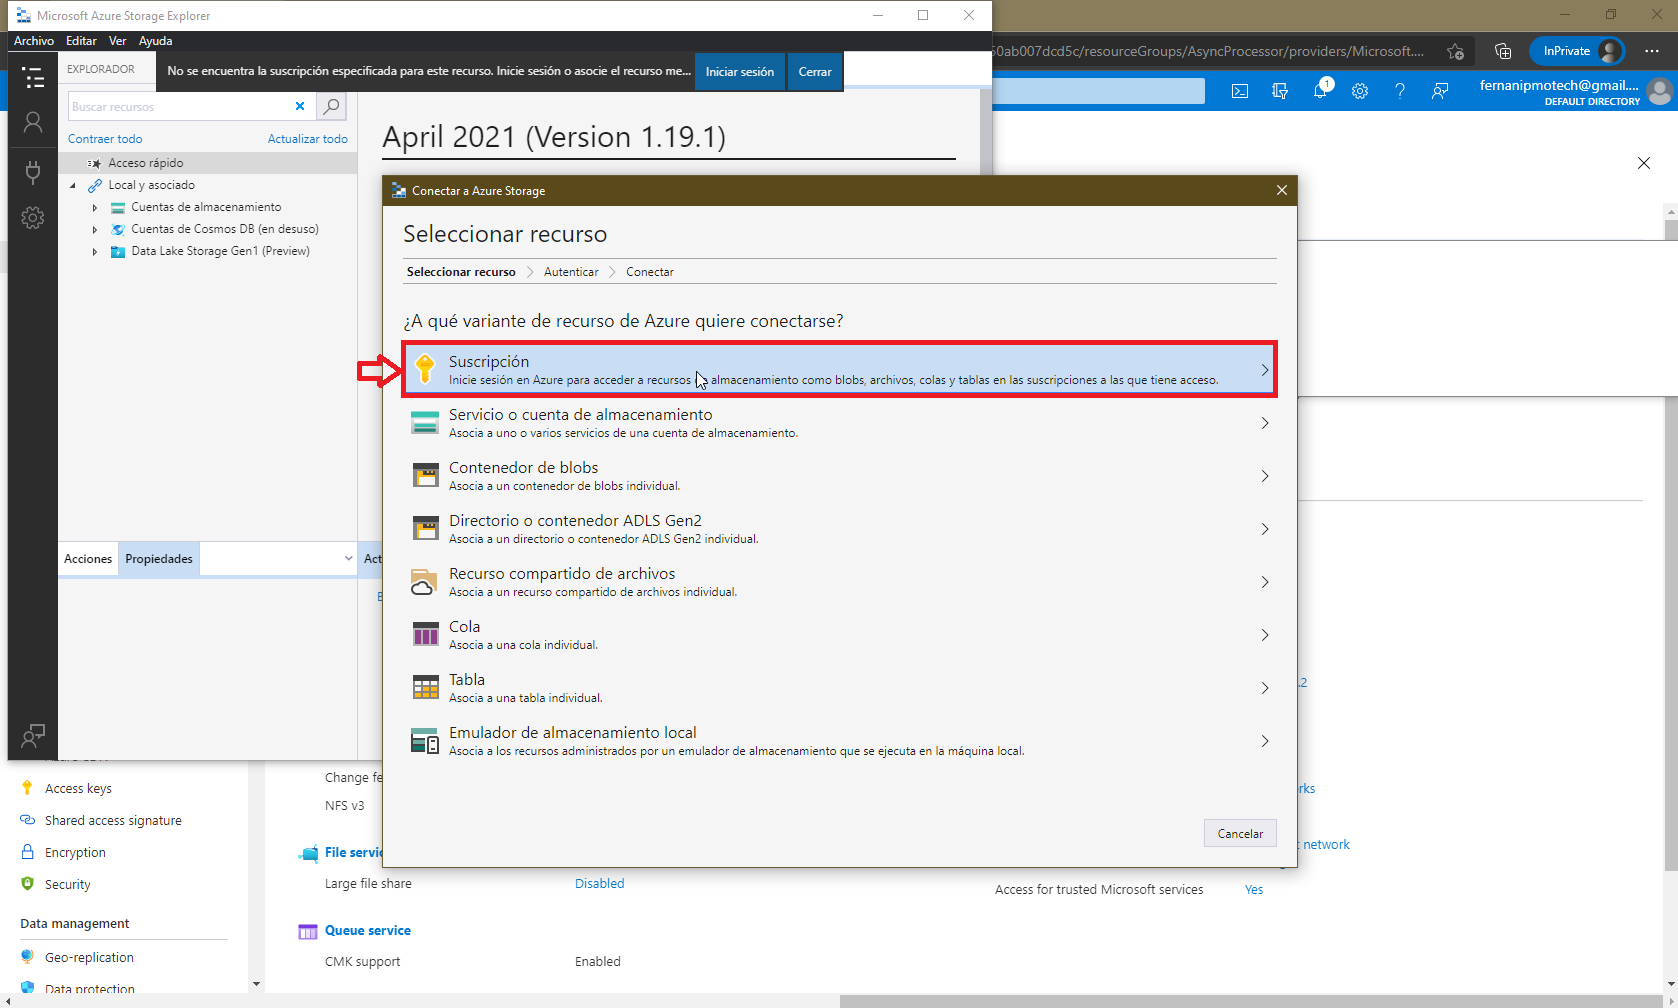 Microsoft Azure Storage Explorer
Archivo Editar Ver Ayuda
50ab007dcd5c/resourceGroups/AsyncProcessor/providers/Microsoft....
InPrivate
EXPLORADOR
No se encuentra la suscripción especificada para este recurso. Inicie sesión o asocie el recurso me...
Iniciar sesión
Cerrar
1
fernanipmotech@gmail....
DEFAULT DIRECTORY
Buscar recursos
Contraer todo
Actualizar todo
April 2021 (Version 1.19.1)
Acceso rápido
Local y asociado
Cuentas de almacenamiento
Cuentas de Cosmos DB (en desuso)
Data Lake Storage Gen1 (Preview)
Conectar a Azure Storage
Seleccionar recurso
Seleccionar recurso
Autenticar
Conectar
¿A qué variante de recurso de Azure quiere conectarse?
Suscripción
Inicie sesión en Azure para acceder a recursos almacenamiento como blobs, archivos, colas y tablas en las suscripciones a las que tiene acceso.
Servicio o cuenta de almacenamiento
Asocia a uno o varios servicios de una cuenta de almacenamiento.
Contenedor de blobs
Asocia a un contenedor de blobs individual.
Directorio o contenedor ADLS Gen2
Asocia a un directorio o contenedor ADLS Gen2 individual.
Recurso compartido de archivos
Asocia a un recurso compartido de archivos individual.
Cola
Asocia a una cola individual.
Tabla
Asocia a una tabla individual.
Emulador de almacenamiento local
Asocia a los recursos administrados por un emulador de almacenamiento que se ejecuta en la máquina local.
Cancelar
Acciones
Propiedades
Act
.2
Access keys
Shared access signature
Encryption
Security
Data management
Geo-replication
Data protection
Change fe
NFS v3
File servic
Large file share
Disabled
Queue service
CMK support
Enabled
rks
network
Access for trusted Microsoft services
Yes